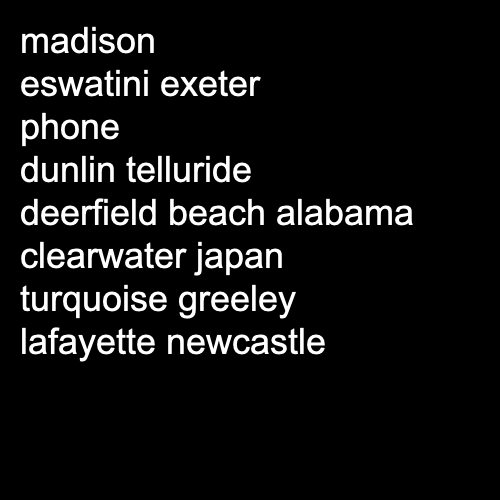 madison
eswatini exeter
phone
dunlin telluride
deerfield beach alabama
clearwater japan
turquoise greeley
lafayette newcastle